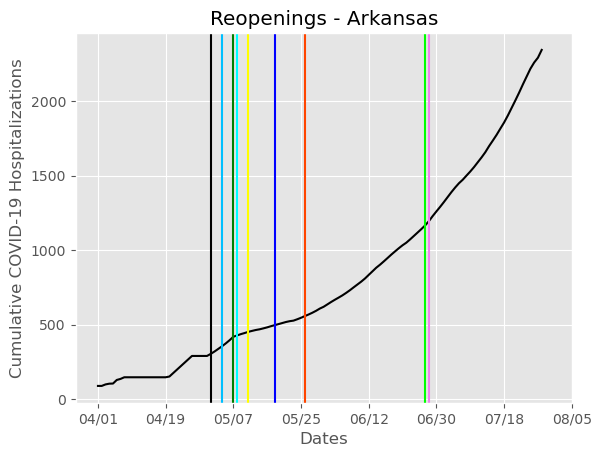 Reopenings - Arkansas
Cumulative COVID-19 Hospitalizations
2000
1500
1000
500
0
04/01 04/19 05/07 05/25 06/12 06/30 07/18 08/05
Dates